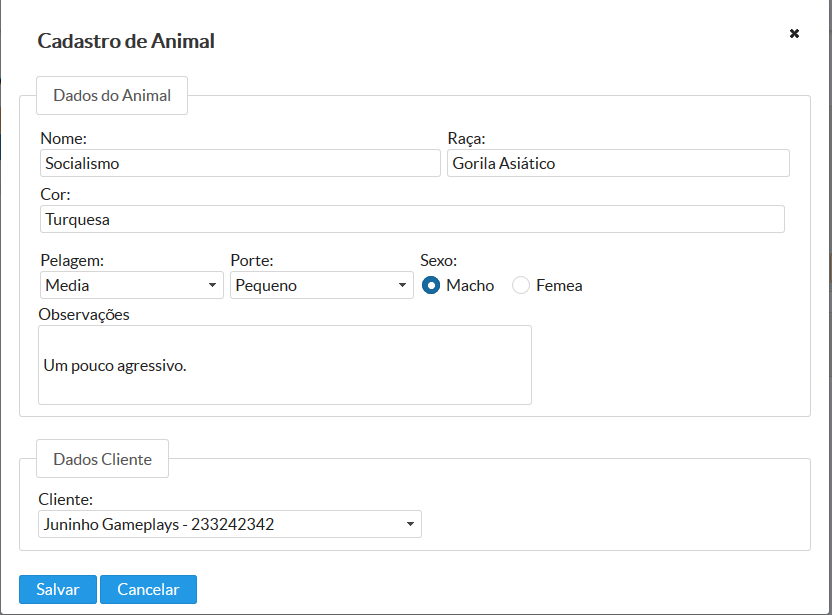 Cadastro de Animal
Dados do Animal
Nome: Raça:
Socialismo Gorila Asiático
Cor:
Turquesa
Pelagem: Porte: Sexo:
Media Pequeno Macho Femea
Observações
Um pouco agressivo.
Dados Cliente
Cliente:
Juninho Gameplays - 233242342
Salvar Cancelar